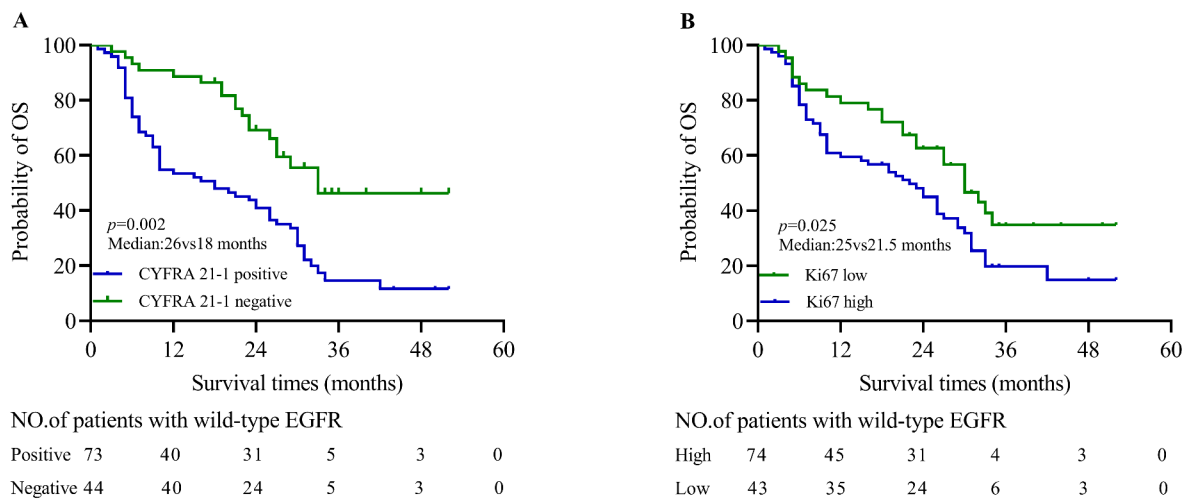 A
Probability of OS
100
80
60
40
20
0
p=0.002
Median:26vs18 months
CYFRA 21-1 positive
CYFRA 21-1 negative
0 12 24 36 48 60
Survival times (months)
NO.of patients with wild-type EGFR
Positive 73 40 31 5 3 0
Negative 44 40 24 5 3 0
B
Probability of OS
100
80
60
40
20
0
p=0.025
Median:25vs21.5 months
Ki67 low
Ki67 high
0 12 24 36 48 60
Survival times (months)
NO.of patients with wild-type EGFR
High 74 45 31 4 3 0
Low 43 35 24 6 3 0